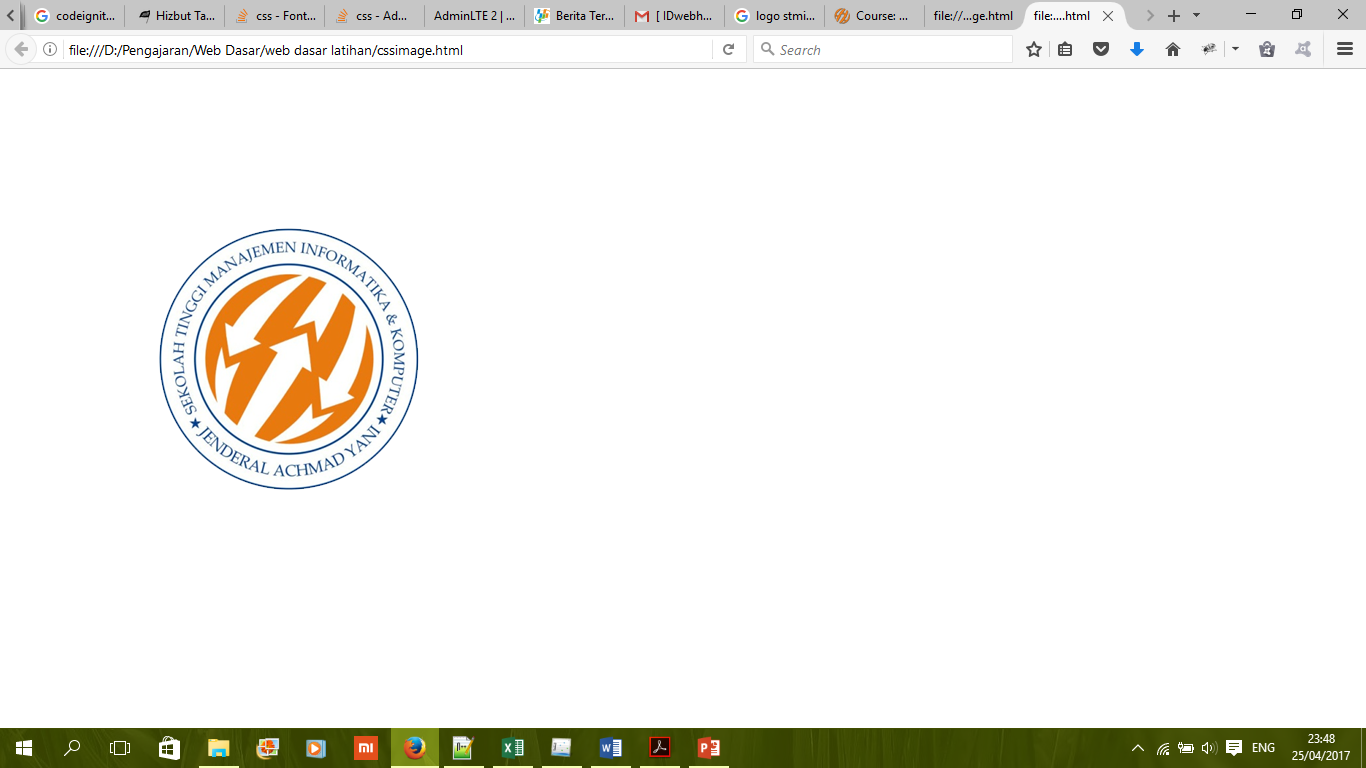 codeignit...
Hizbut Ta...
css - Font...
css - Ad...
AdminLTE 2 | ...
Berita Ter...
[ IDwebh...
logo stmi...
Course: ...
file://...ge.html
file:....html
file:///D:/Pengajaran/Web Dasar/web dasar latihan/cssimage.html
Search
SEKOLAH TINGGI MANAJEMEN INFORMATIKA & KOMPUTER
JENDERAL ACHMAD YANI
ENG
23:48
25/04/2017